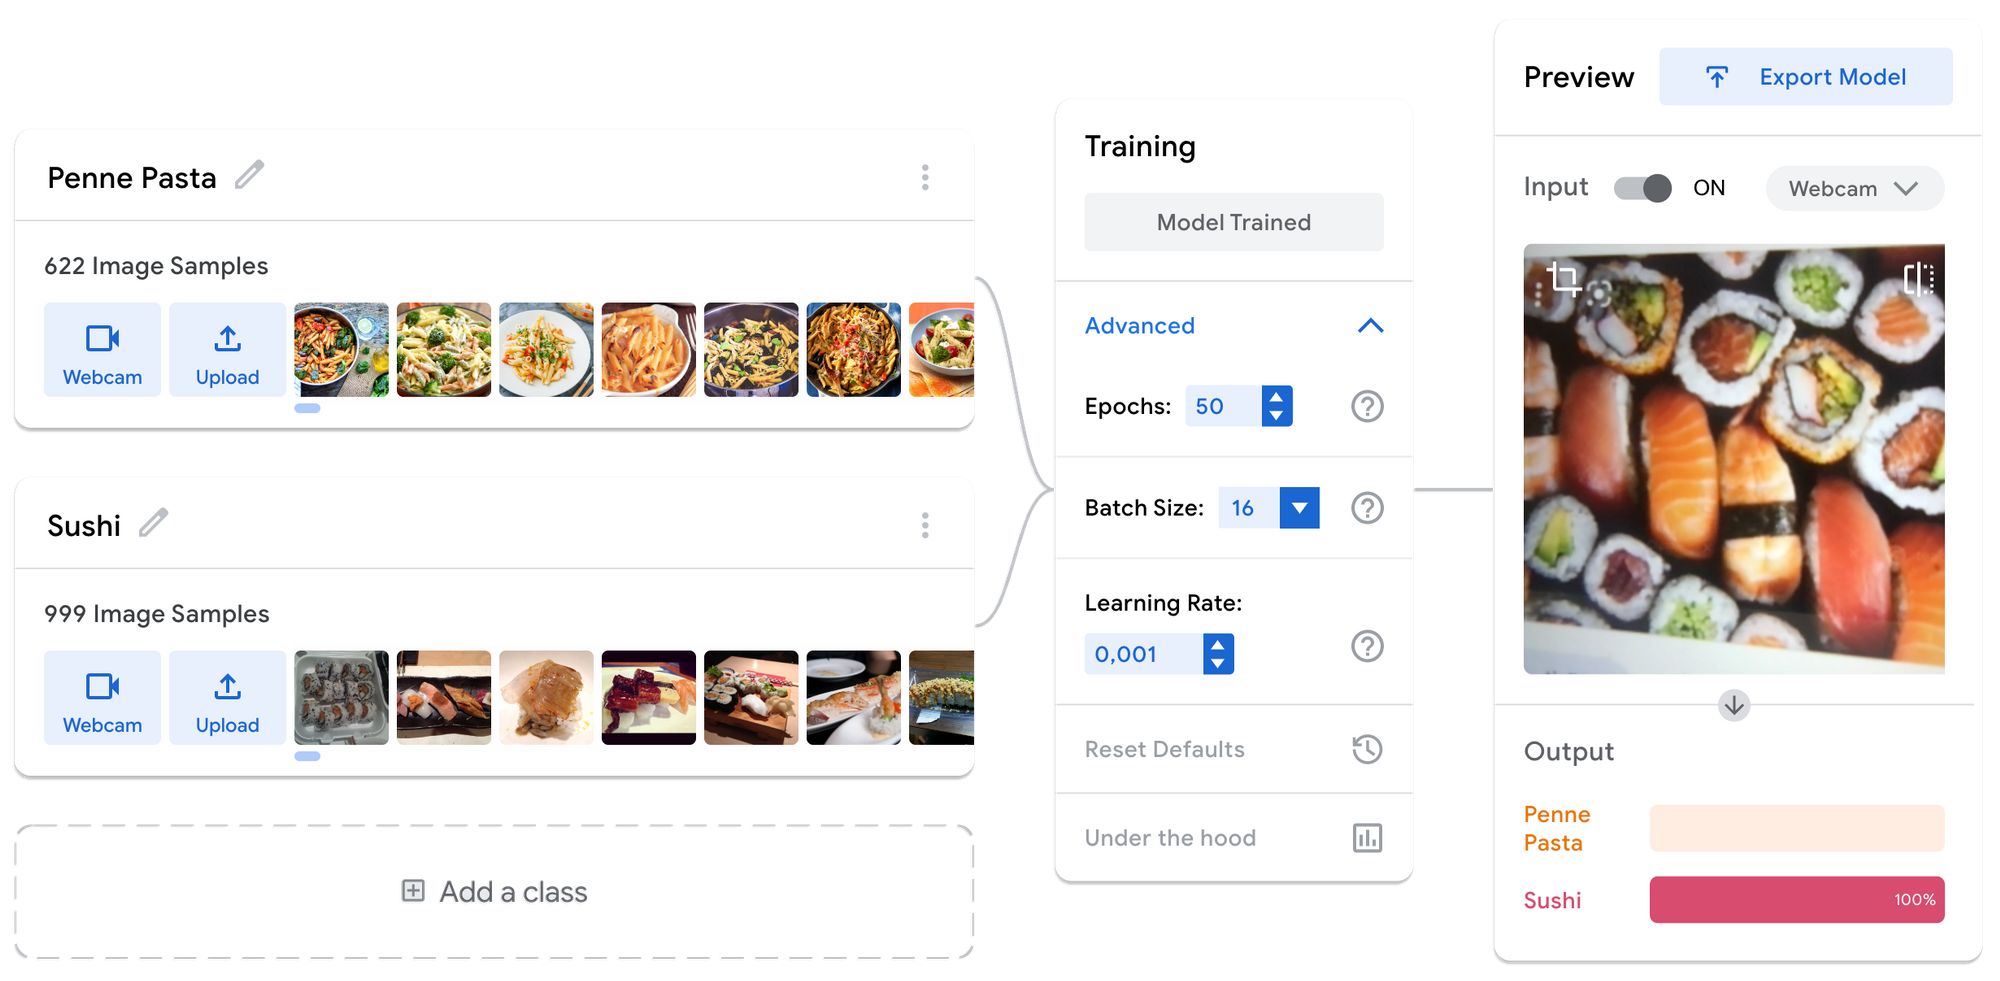 Penne Pasta
622 Image Samples
Webcam
Upload
Sushi
999 Image Samples
Webcam
Upload
Add a class
Training
Model Trained
Advanced
Epochs: 50
Batch Size: 16
Learning Rate:
0,001
Reset Defaults
Under the hood
Preview
Export Model
Input ON Webcam
Output
Penne
Pasta
Sushi 100%